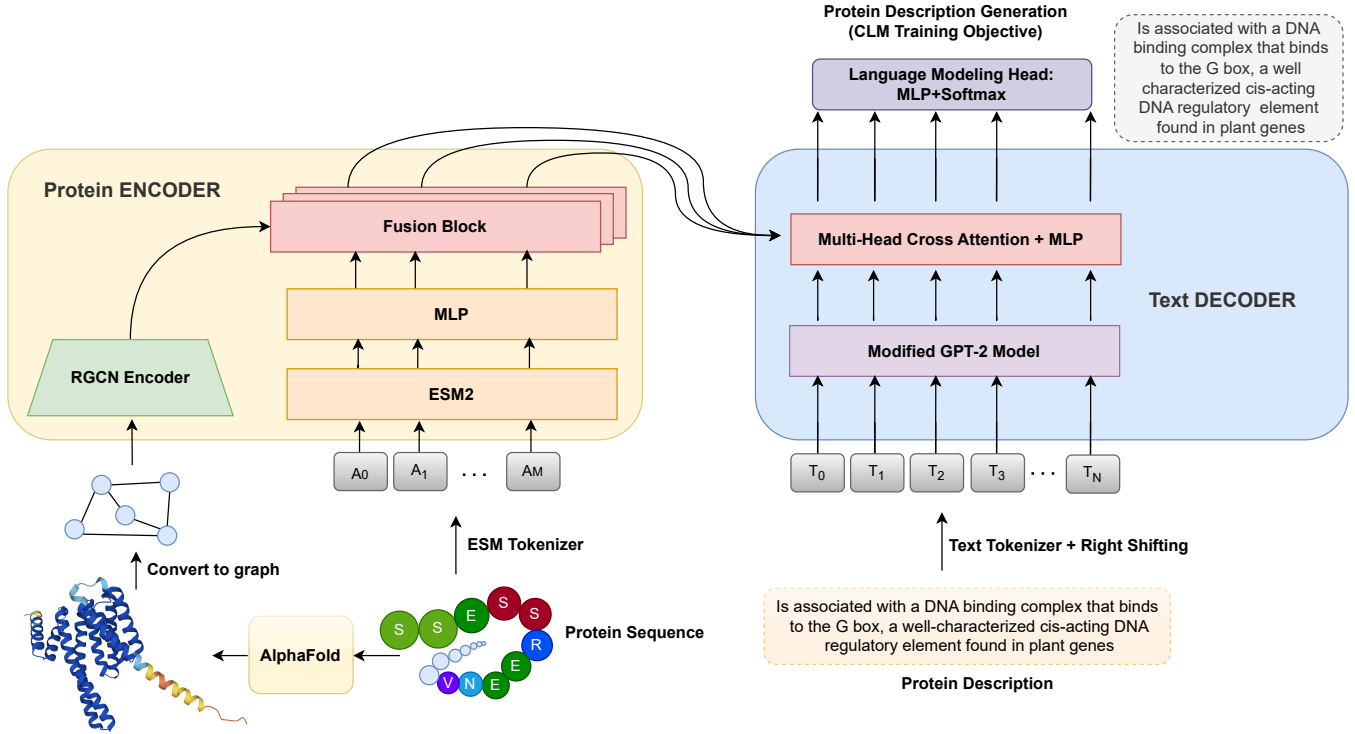 Protein Description Generation
(CLM Training Objective)
Is associated with a DNA
binding complex that binds
to the G box, a well
characterized cis-acting
DNA regulatory element
found in plant genes
Language Modeling Head:
MLP+Softmax
Protein ENCODER
Fusion Block
Multi-Head Cross Attention + MLP
Text DECODER
MLP
RGCN Encoder
ESM2
Modified GPT-2 Model
A0
A1
. . .
AM
T0
T1
T2
T3
. . .
TN
ESM Tokenizer
Text Tokenizer + Right Shifting
Convert to graph
Is associated with a DNA binding complex that binds
to the G box, a well-characterized cis-acting DNA
regulatory element found in plant genes
Protein Description
AlphaFold
S
S
E
S
S
R
E
E
N
V
Protein Sequence